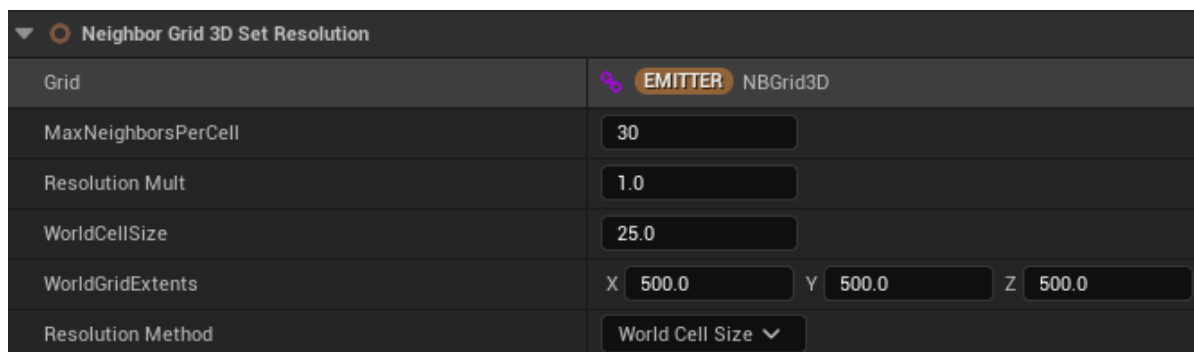 Neighbor Grid 3D Set Resolution
Grid EMITTER NBGrid3D
MaxNeighborsPerCell 30
Resolution Mult 1.0
WorldCellSize 25.0
WorldGridExtents X 500.0 Y 500.0 Z 500.0
Resolution Method World Cell Size